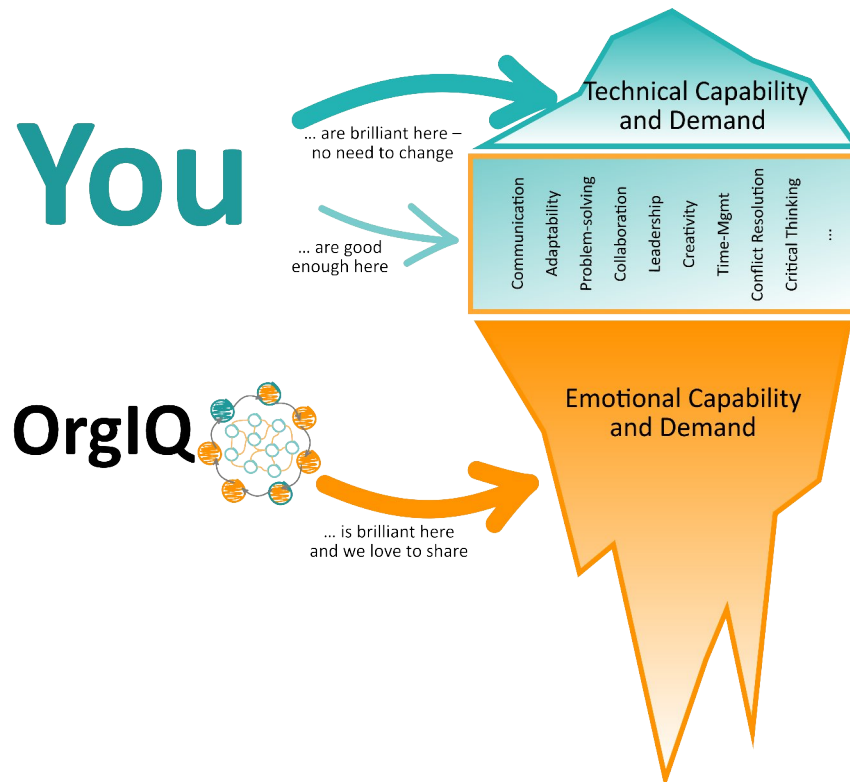 You
... are brilliant here –
no need to change
Technical Capability
and Demand
... are good
enough here
Communication
Adaptability
Problem-solving
Collaboration
Leadership
Creativity
Time-Mgmt
Conflict Resolution
Critical Thinking
...
OrgIQ
... is brilliant here
and we love to share
Emotional Capability
and Demand